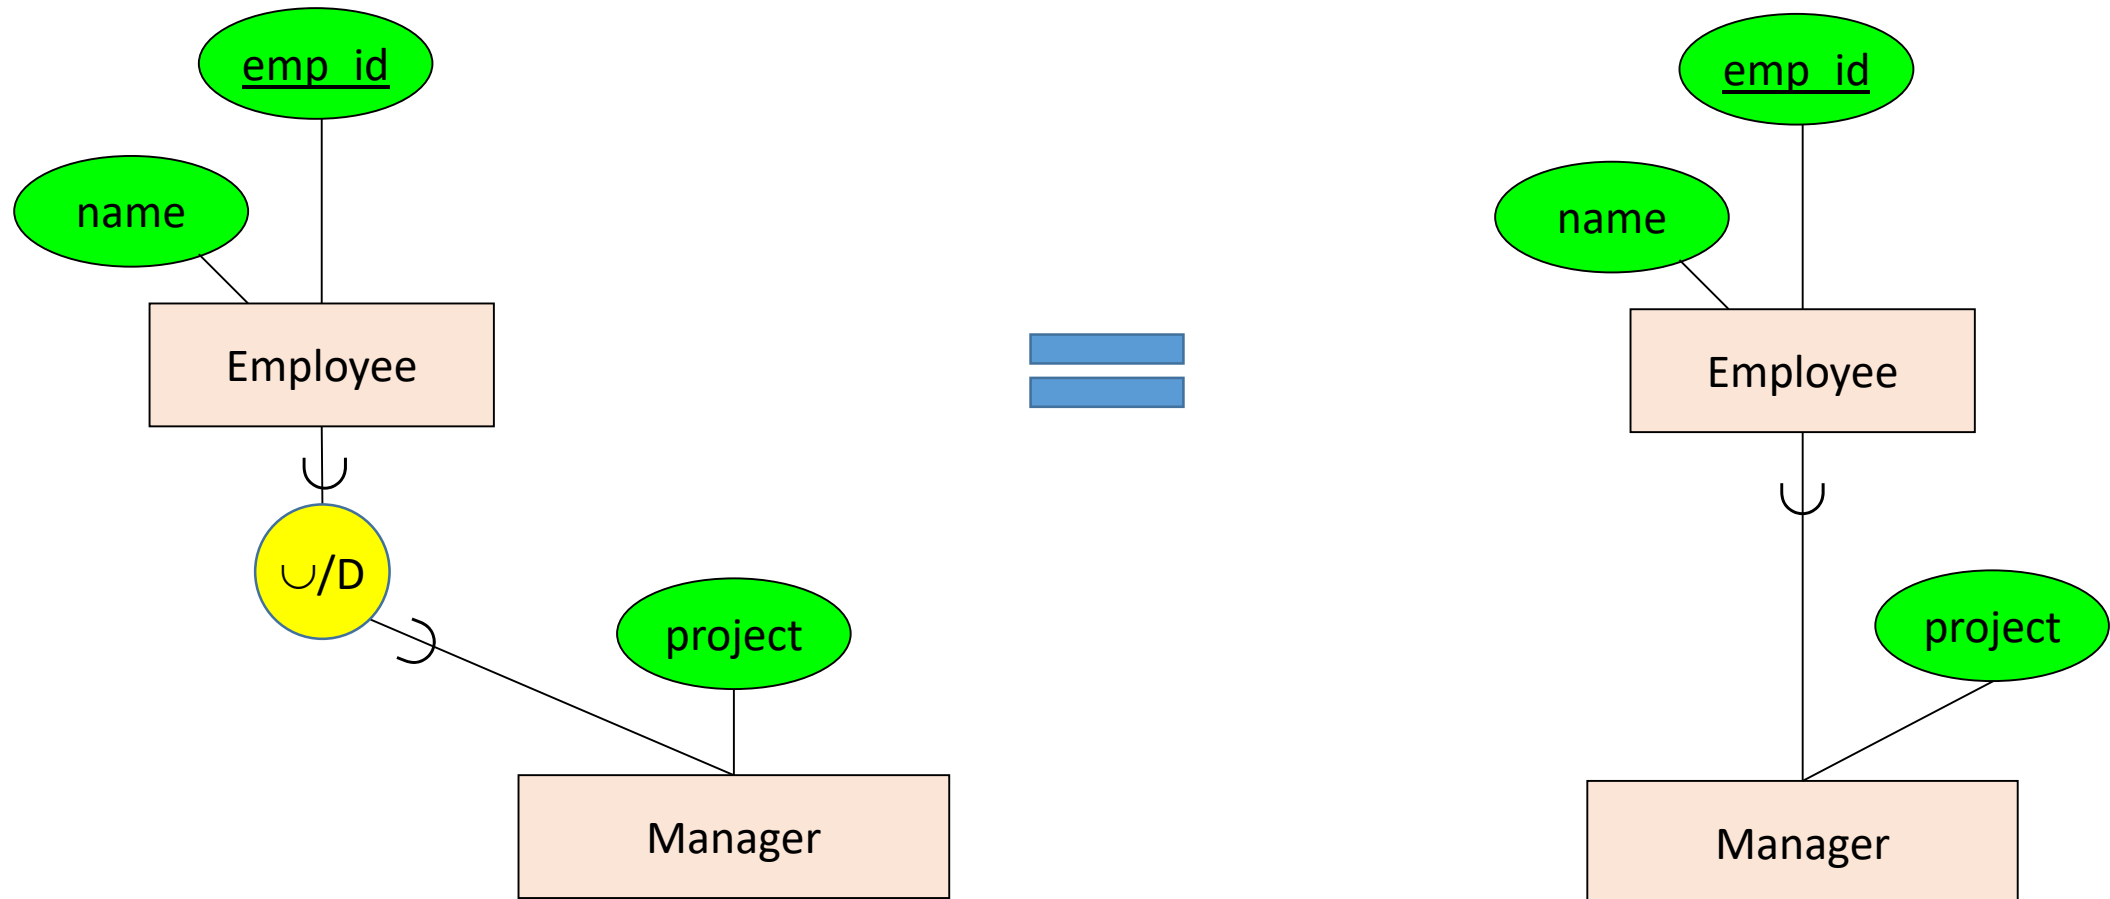 emp_id
name
Employee
∪/D
project
Manager
emp_id
name
Employee
project
Manager